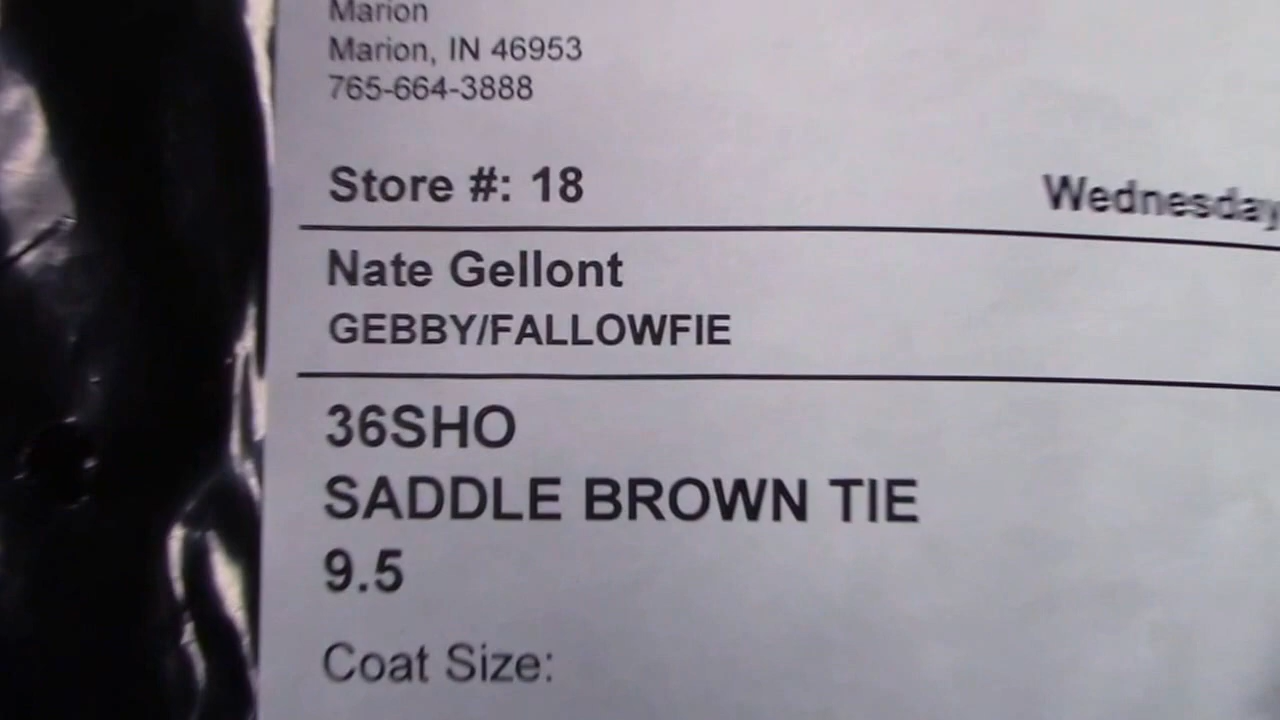 Marion
Marion, IN 46953
765-664-3888
Store #: 18
Wednesday
Nate Gellont
GEBBY/FALLOWFIE
36SHO
SADDLE BROWN TIE
9.5
Coat Size: